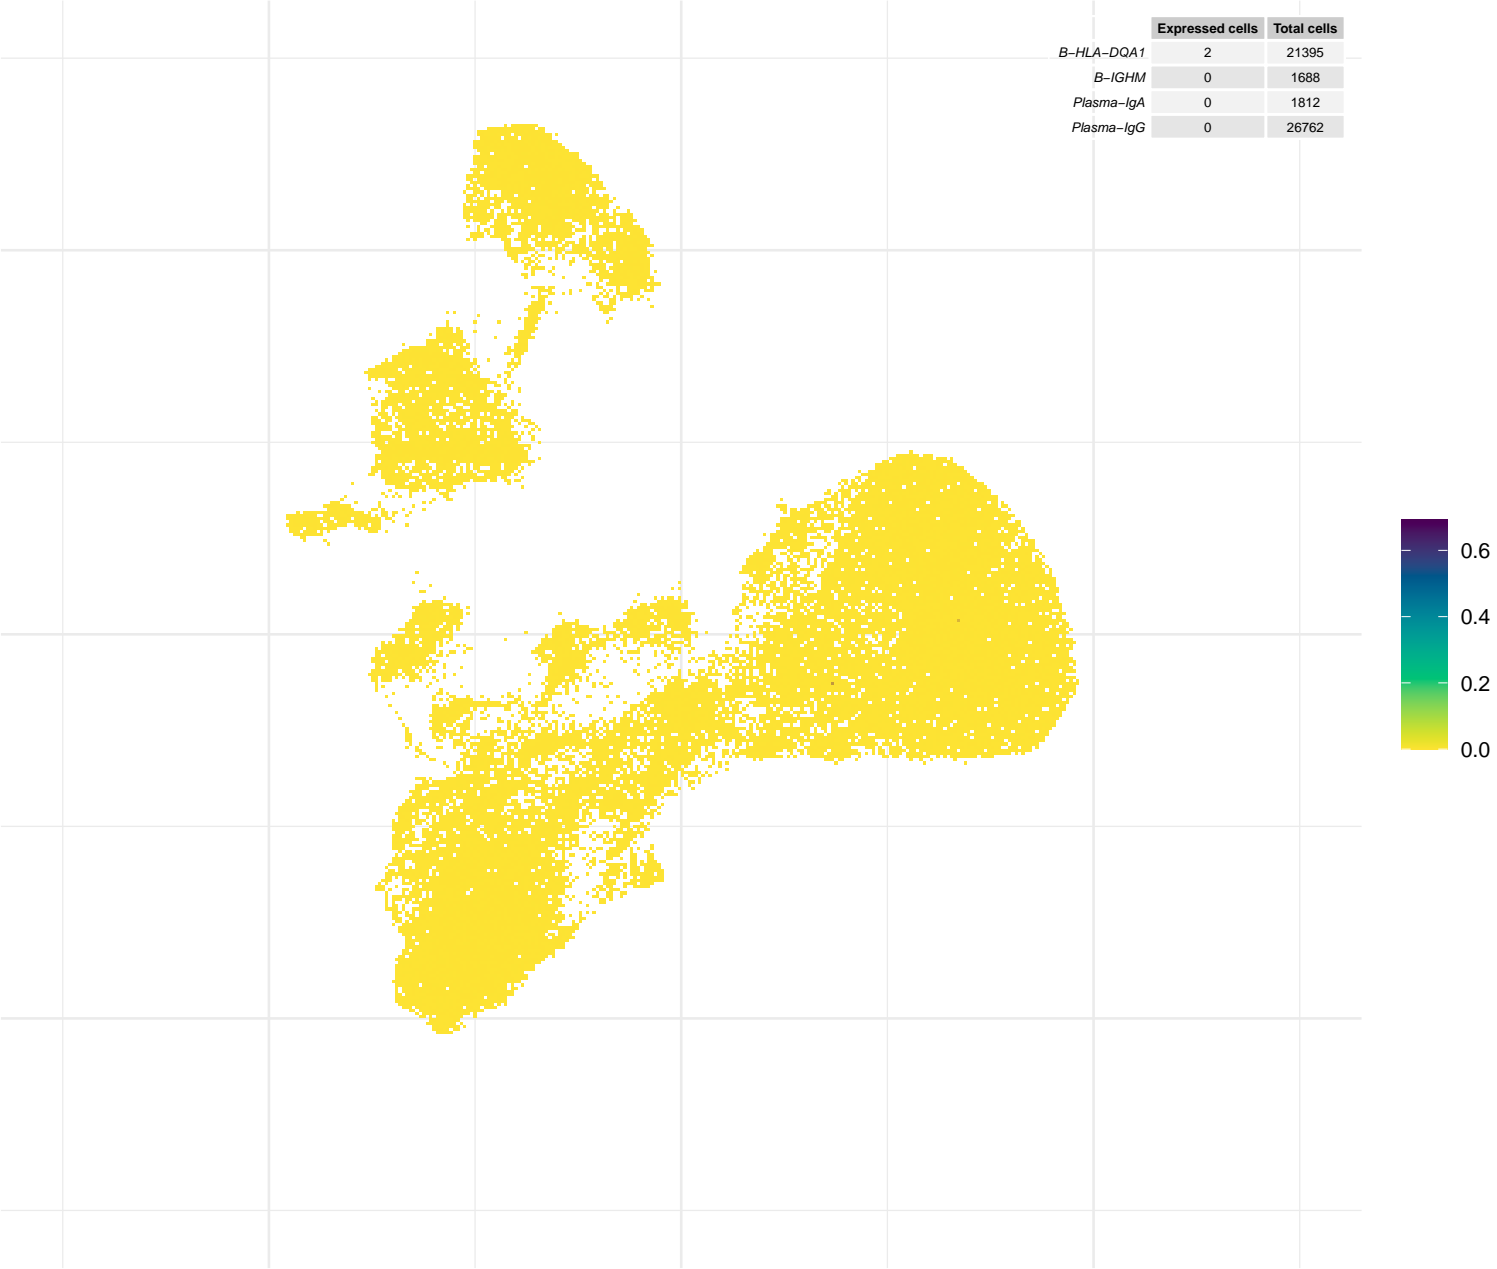 Expressed cells Total cells
B−HLA−DQA1 2 21395
B−IGHM 0 1688
Plasma−IgA 0 1812
Plasma−IgG 0 26762
0.6
0.4
0.2
0.0